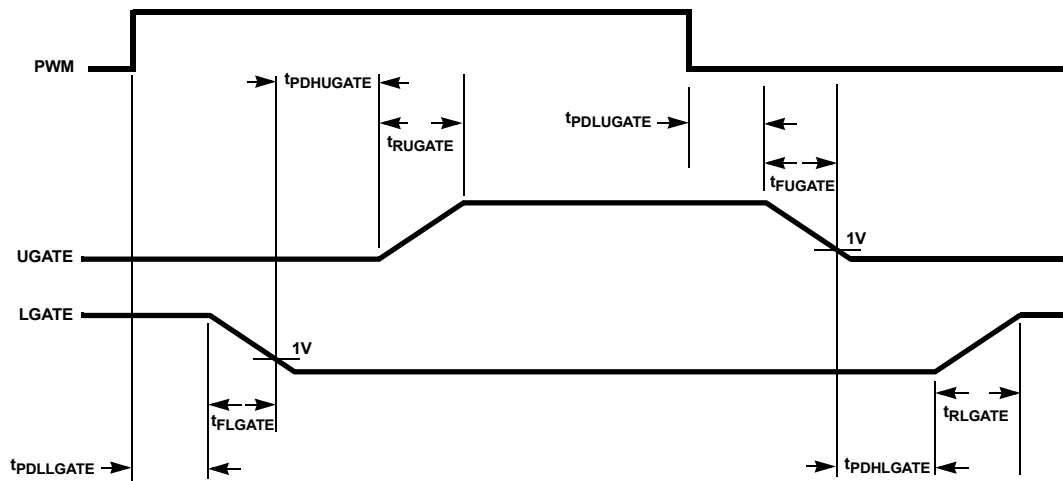 PWM
tPDHUGATE
tRUGATE
tPDLUGATE
tFUGATE
1V
UGATE
LGATE
1V
tFLGATE
tRLGATE
tPDLLGATE
tPDHLGATE